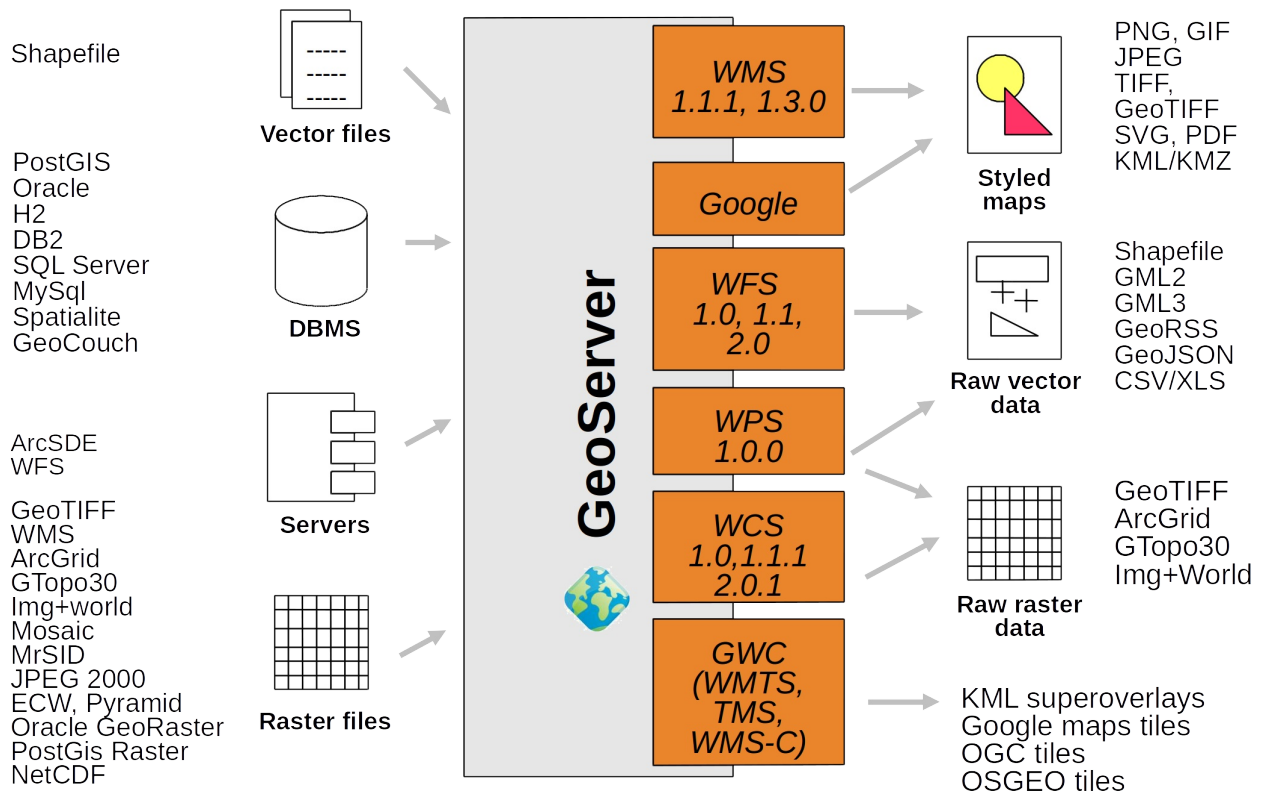 Shapefile
Vector files
PostGIS
Oracle
H2
DB2
SQL Server
MySql
Spatialite
GeoCouch
DBMS
ArcSDE
WFS
Servers
GeoTIFF
WMS
ArcGrid
GTopo30
Img+world
Mosaic
MrSID
JPEG 2000
ECW, Pyramid
Oracle GeoRaster
PostGis Raster
NetCDF
Raster files
GeoServer
WMS
1.1.1, 1.3.0
Google
WFS
1.0, 1.1,
2.0
WPS
1.0.0
WCS
1.0,1.1.1
2.0.1
GWC
(WMTS,
TMS,
WMS-C)
Styled
maps
PNG, GIF
JPEG
TIFF,
GeoTIFF
SVG, PDF
KML/KMZ
Raw vector
data
Shapefile
GML2
GML3
GeoRSS
GeoJSON
CSV/XLS
Raw raster
data
GeoTIFF
ArcGrid
GTopo30
Img+World
KML superoverlays
Google maps tiles
OGC tiles
OSGEO tiles